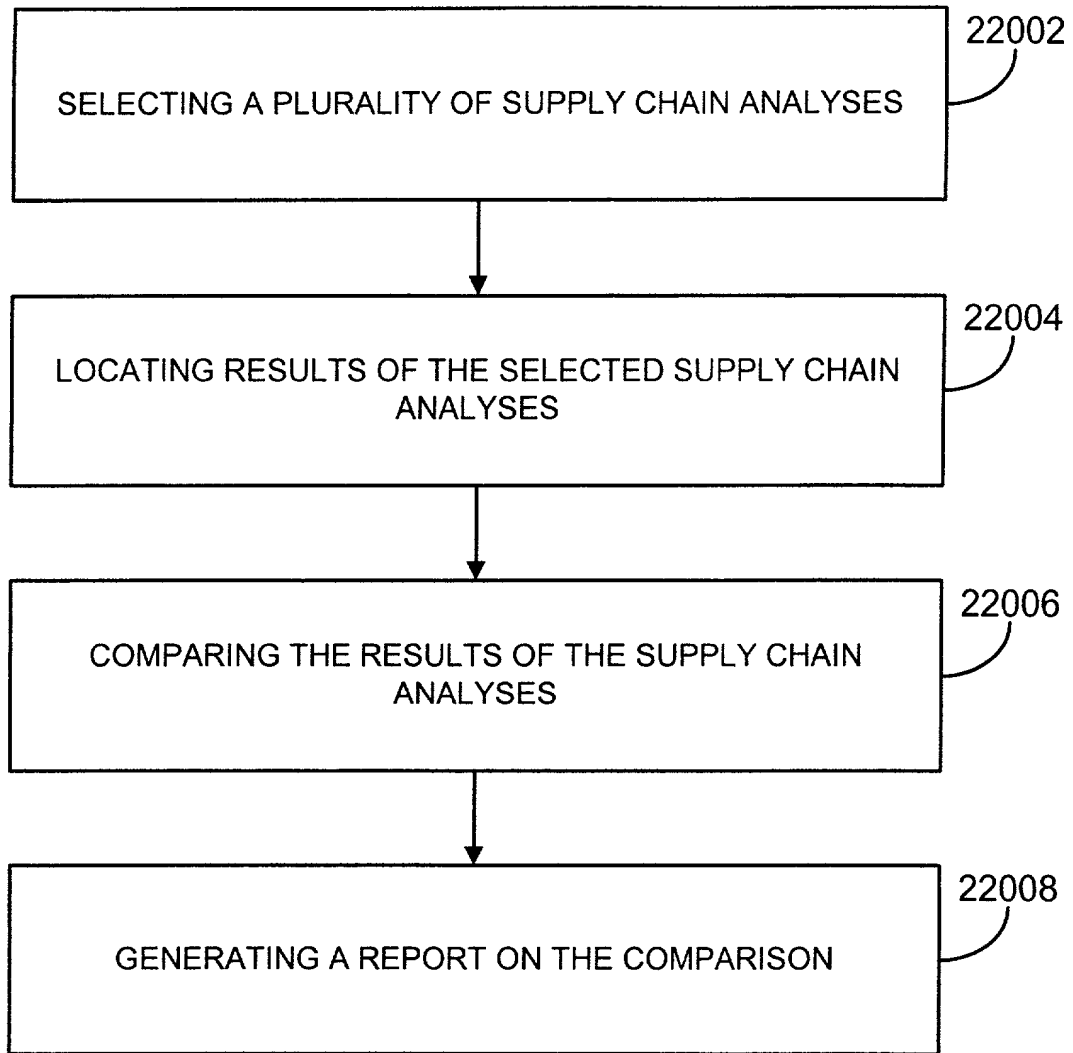 22002
SELECTING A PLURALITY OF SUPPLY CHAIN ANALYSES
22004
LOCATING RESULTS OF THE SELECTED SUPPLY CHAIN
ANALYSES
22006
COMPARING THE RESULTS OF THE SUPPLY CHAIN
ANALYSES
22008
GENERATING A REPORT ON THE COMPARISON